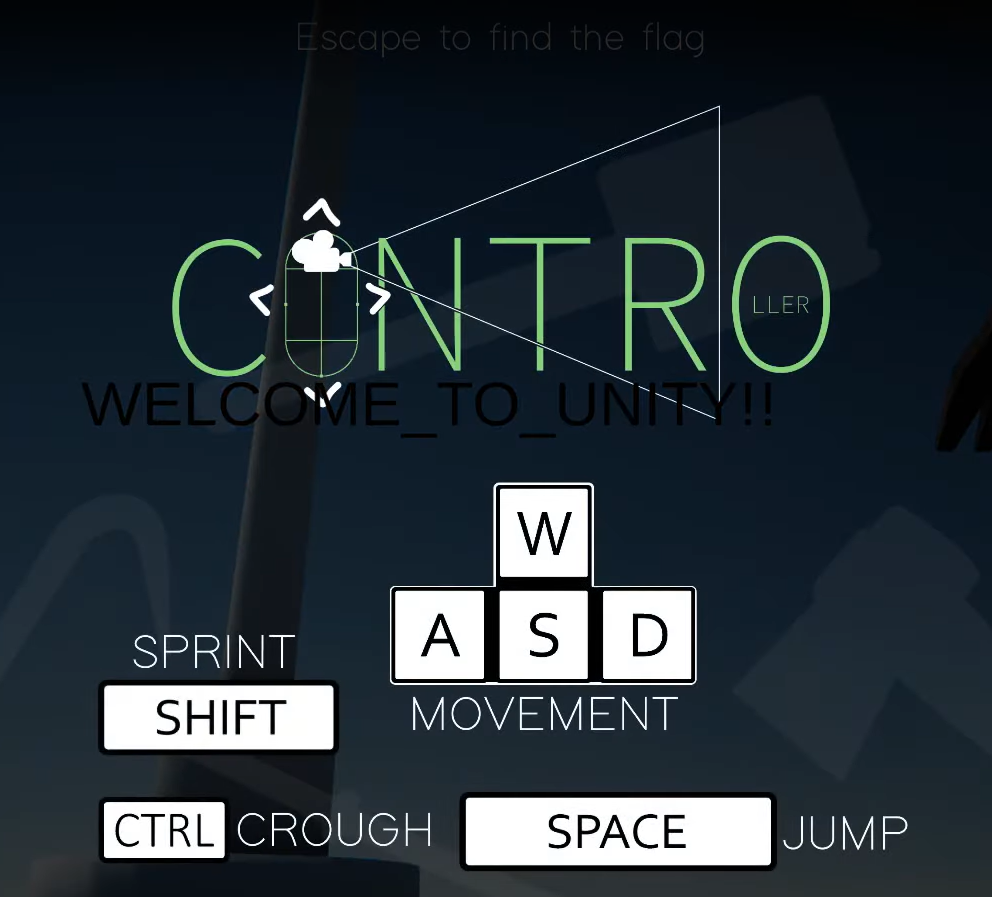 Escape to find the flag
CONTRO
LLER
WELCOME_TO_UNITY!!
W
A S D
SPRINT
SHIFT
MOVEMENT
CTRL CROUGH SPACE JUMP